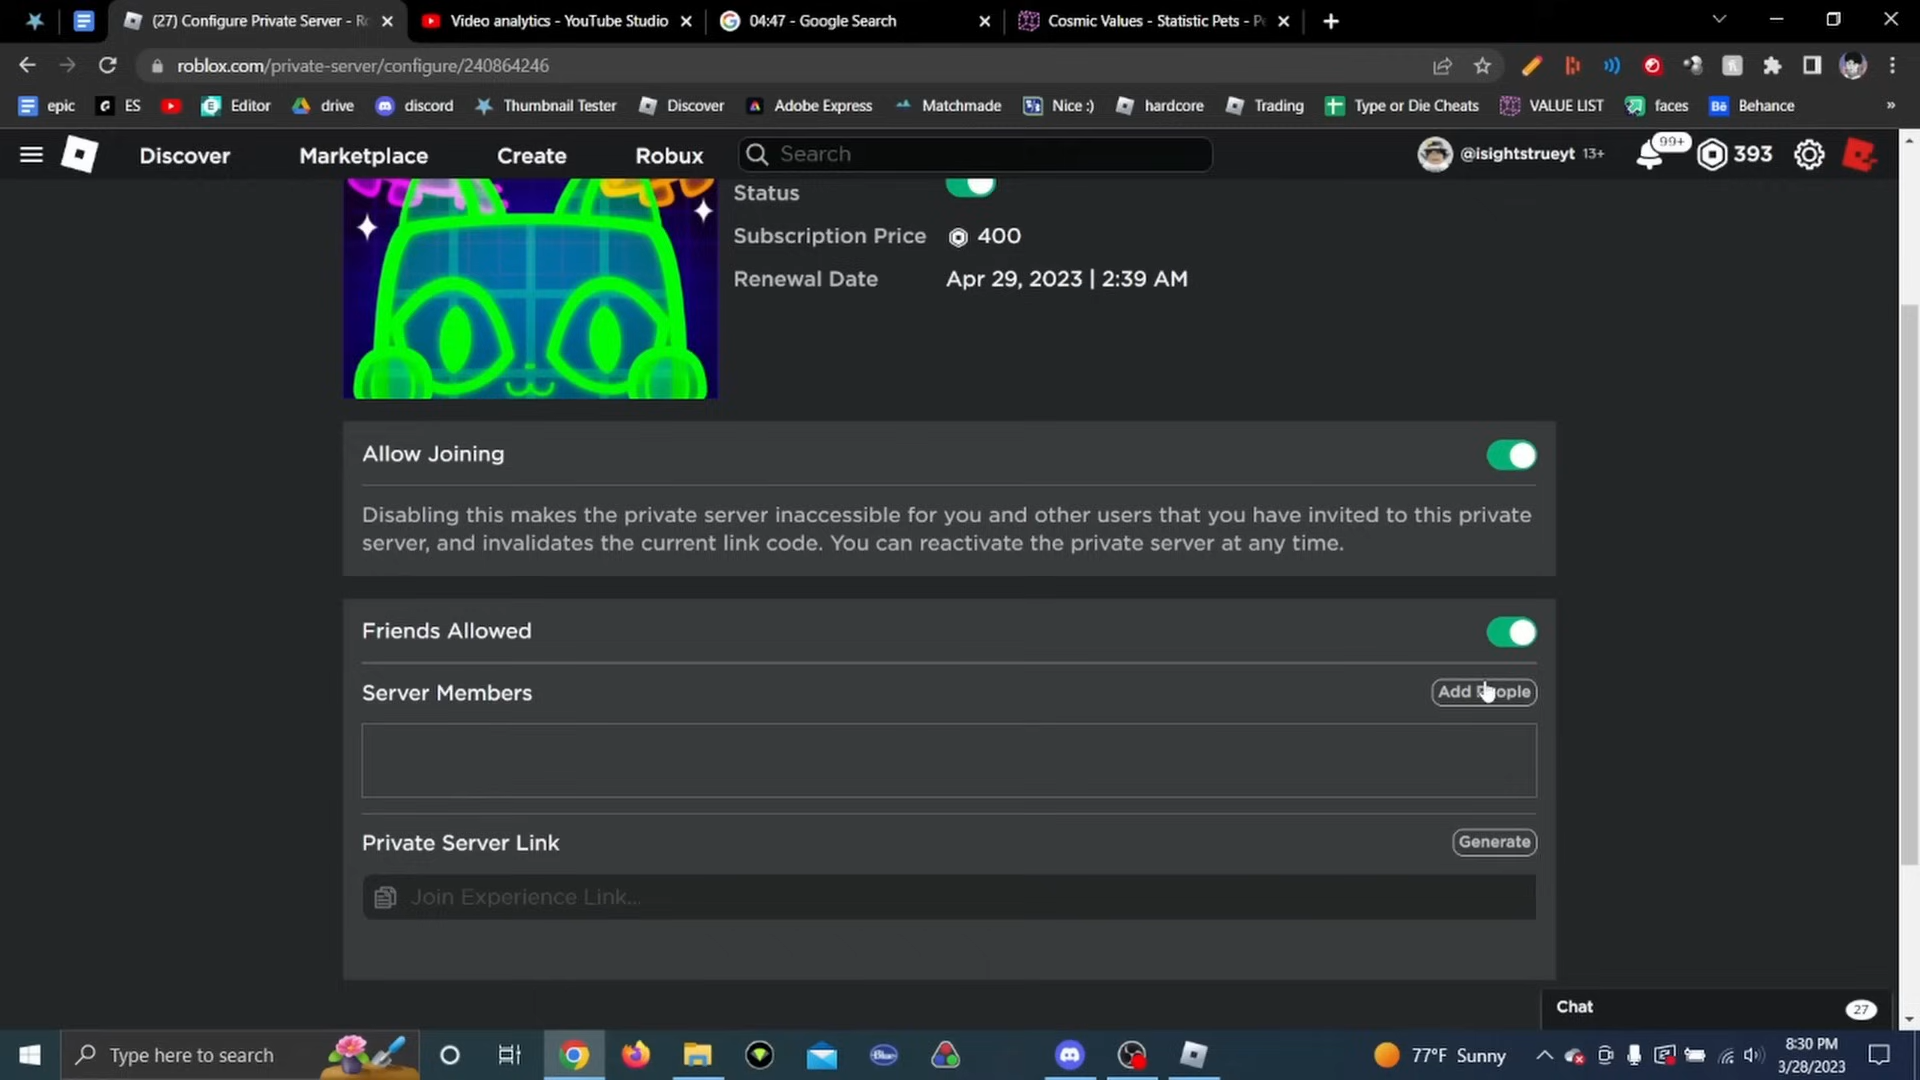 (27) Configure Private Server - Ro
Video analytics - YouTube Studio
04:47 - Google Search
Cosmic Values - Statistic Pets - Pe
roblox.com/private-server/configure/240864246
epic
ES
Editor
drive
discord
Thumbnail Tester
Discover
Adobe Express
Matchmade
Nice :)
hardcore
Trading
Type or Die Cheats
VALUE LIST
faces
Behance
»
Discover
Marketplace
Create
Robux
Search
@isightstrueyt 13+
99+
393
Status
Subscription Price 400
Renewal Date Apr 29, 2023 | 2:39 AM
Allow Joining
Disabling this makes the private server inaccessible for you and other users that you have invited to this private
server, and invalidates the current link code. You can reactivate the private server at any time.
Friends Allowed
Server Members
Add People
Private Server Link
Generate
Join Experience Link...
Chat
27
Type here to search
77°F Sunny
8:30 PM
3/28/2023